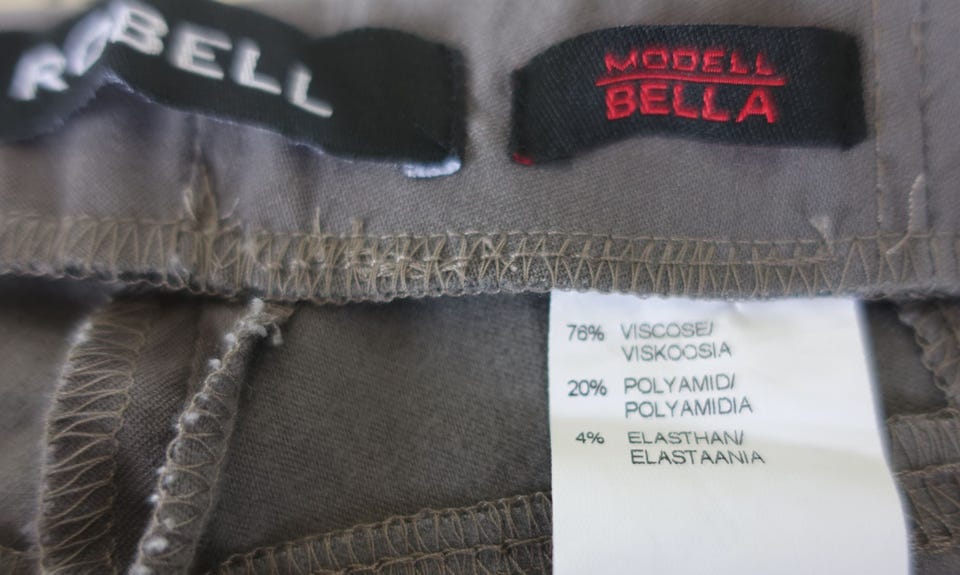 ROBELL
MODELL
BELLA
76% VISCOSE/
VISKOOSIA
20% POLYAMID/
POLYAMIDIA
4% ELASTHAN/
ELASTAANIA